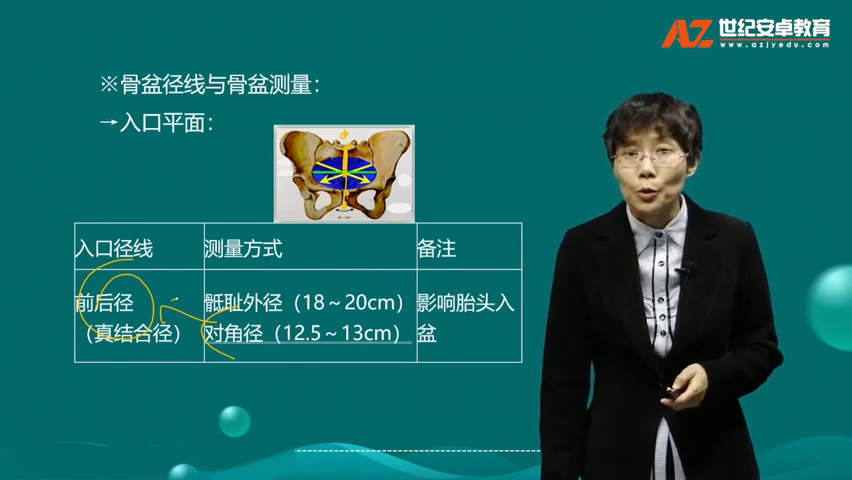 AZ 世纪安卓教育
www.azjyedu.com
※骨盆径线与骨盆测量：
→入口平面：
入口径线 测量方式 备注
前后径 骶耻外径（18～20cm） 影响胎头入
（真结合径） 对角径（12.5～13cm） 盆